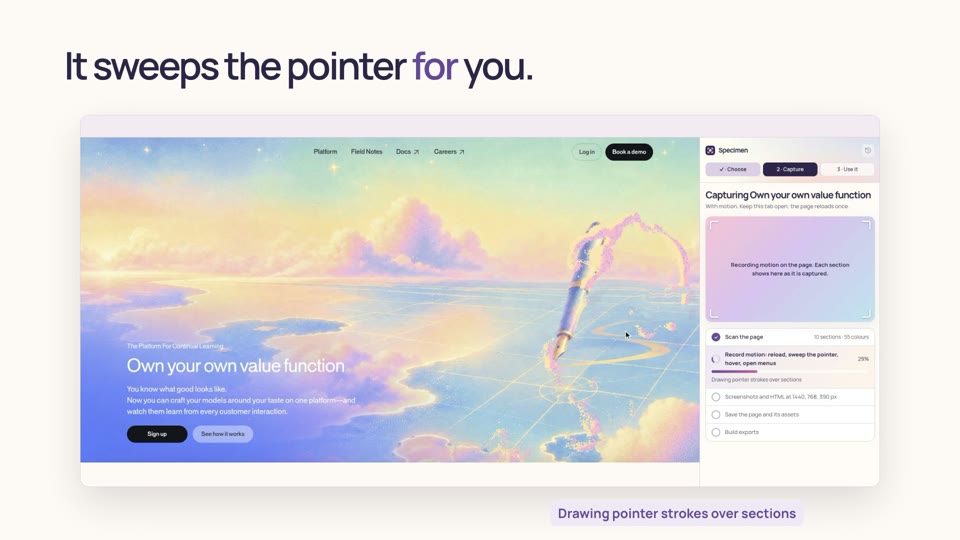 It sweeps the pointer for you.
Platform
Field Notes
Docs
Careers
Log in
Book a demo
The Platform For Continual Learning
Own your own value function
You know what good looks like.
Now you can craft your models around your taste on one platform—and
watch them learn from every customer interaction.
Sign up
See how it works
Specimen
✓ · Choose
2 · Capture
3 · Use it
Capturing Own your own value function
With motion. Keep this tab open: the page reloads once.
Recording motion on the page. Each section
shows here as it is captured.
Scan the page
10 sections · 55 colours
Record motion: reload, sweep the pointer,
hover, open menus
29%
Drawing pointer strokes over sections
Screenshots and HTML at 1440, 768, 390 px
Save the page and its assets
Build exports
Drawing pointer strokes over sections